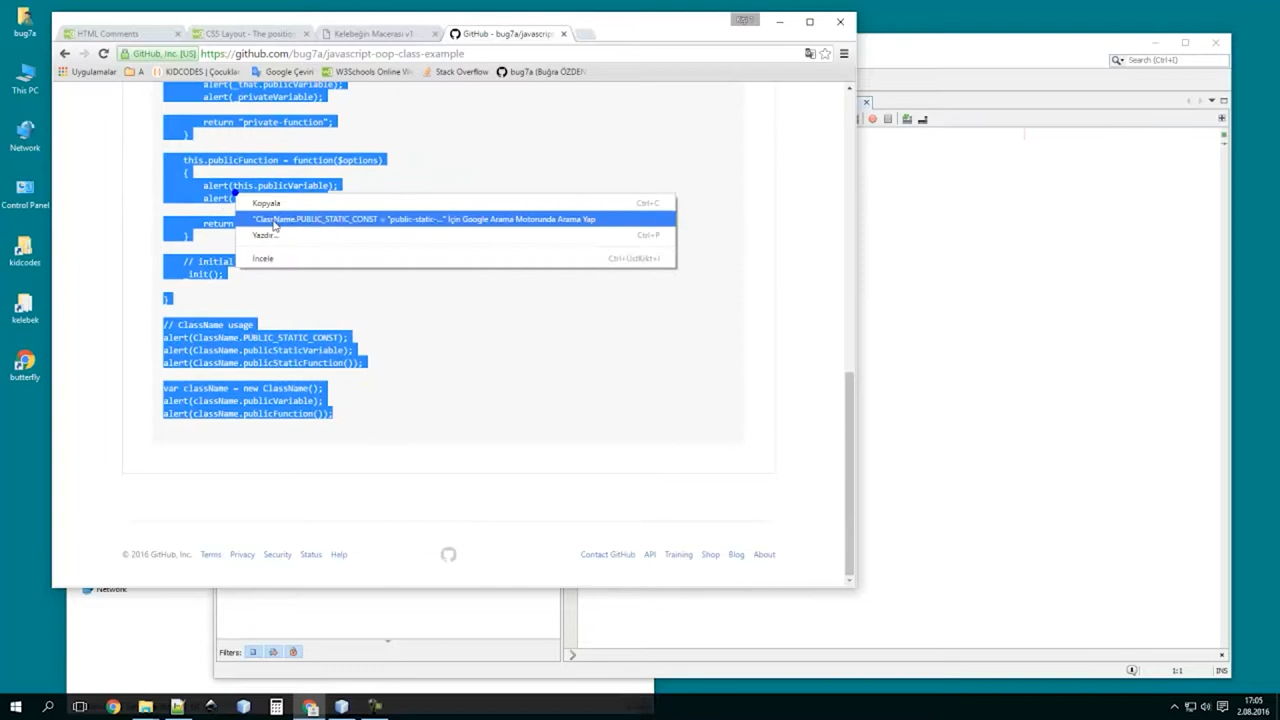 bug7a
This PC
Network
Control Panel
kidcodes
kelebek
butterfly
HTML Comments
CSS Layout - The position
Kelebeğin Macerası v1
GitHub - bug7a/javascript
GitHub, Inc. [US]
https://github.com/bug7a/javascript-oop-class-example
Uygulamalar
A
KIDCODES | Çocuklar
Google Çeviri
W3Schools Online We
Stack Overflow
bug7a (Buğra ÖZDEN
Search (Ctrl+I)
alert(_that.publicVariable);
alert(_privateVariable);
return "private-function";
}
this.publicFunction = function($options)
{
alert(this.publicVariable);
alert(
return
}
// initial
_init();
}
Kopyala Ctrl+C
"ClassName.PUBLIC_STATIC_CONST = "public-static-..." İçin Google Arama Motorunda Arama Yap
Yazdır... Ctrl+P
İncele Ctrl+ÜstKrkt+I
// ClassName usage
alert(ClassName.PUBLIC_STATIC_CONST);
alert(ClassName.publicStaticVariable);
alert(ClassName.publicStaticFunction());
var className = new ClassName();
alert(className.publicVariable);
alert(className.publicFunction());
© 2016 GitHub, Inc. Terms Privacy Security Status Help
Contact GitHub API Training Shop Blog About
Network
Filters:
1:1
INS
17:05
2.08.2016